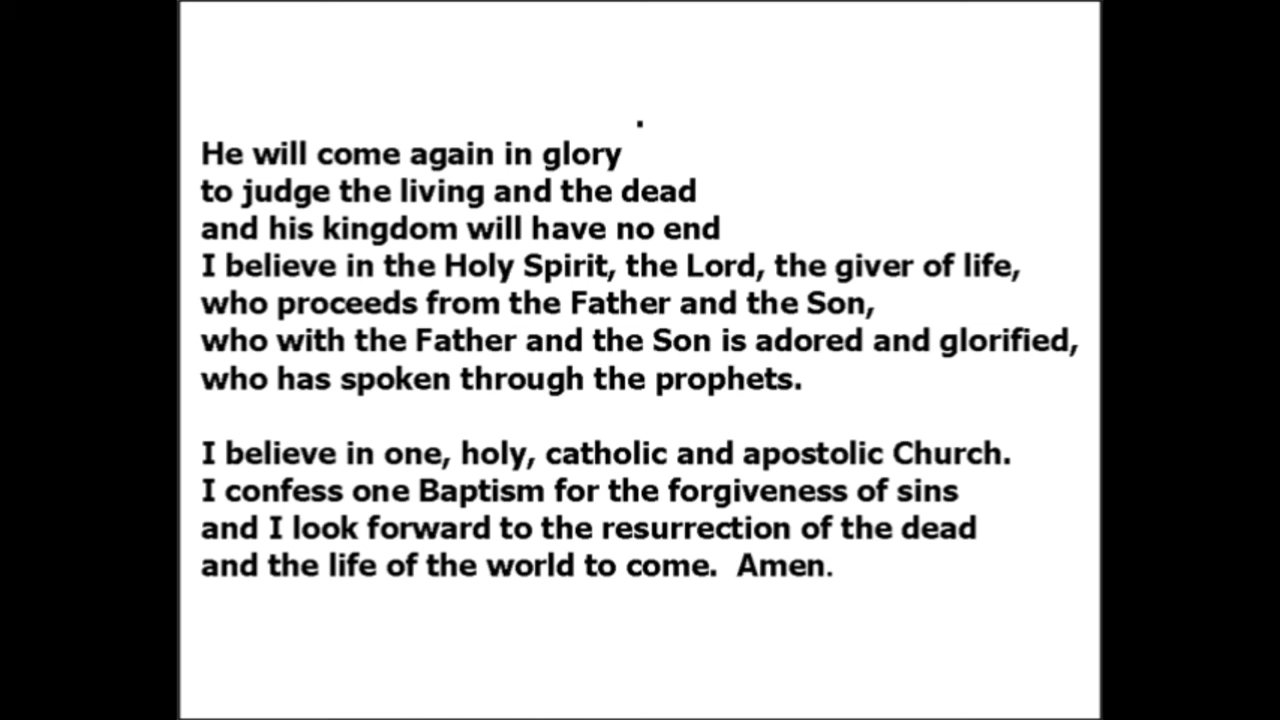 .
He will come again in glory
to judge the living and the dead
and his kingdom will have no end
I believe in the Holy Spirit, the Lord, the giver of life,
who proceeds from the Father and the Son,
who with the Father and the Son is adored and glorified,
who has spoken through the prophets.
I believe in one, holy, catholic and apostolic Church.
I confess one Baptism for the forgiveness of sins
and I look forward to the resurrection of the dead
and the life of the world to come.  Amen.